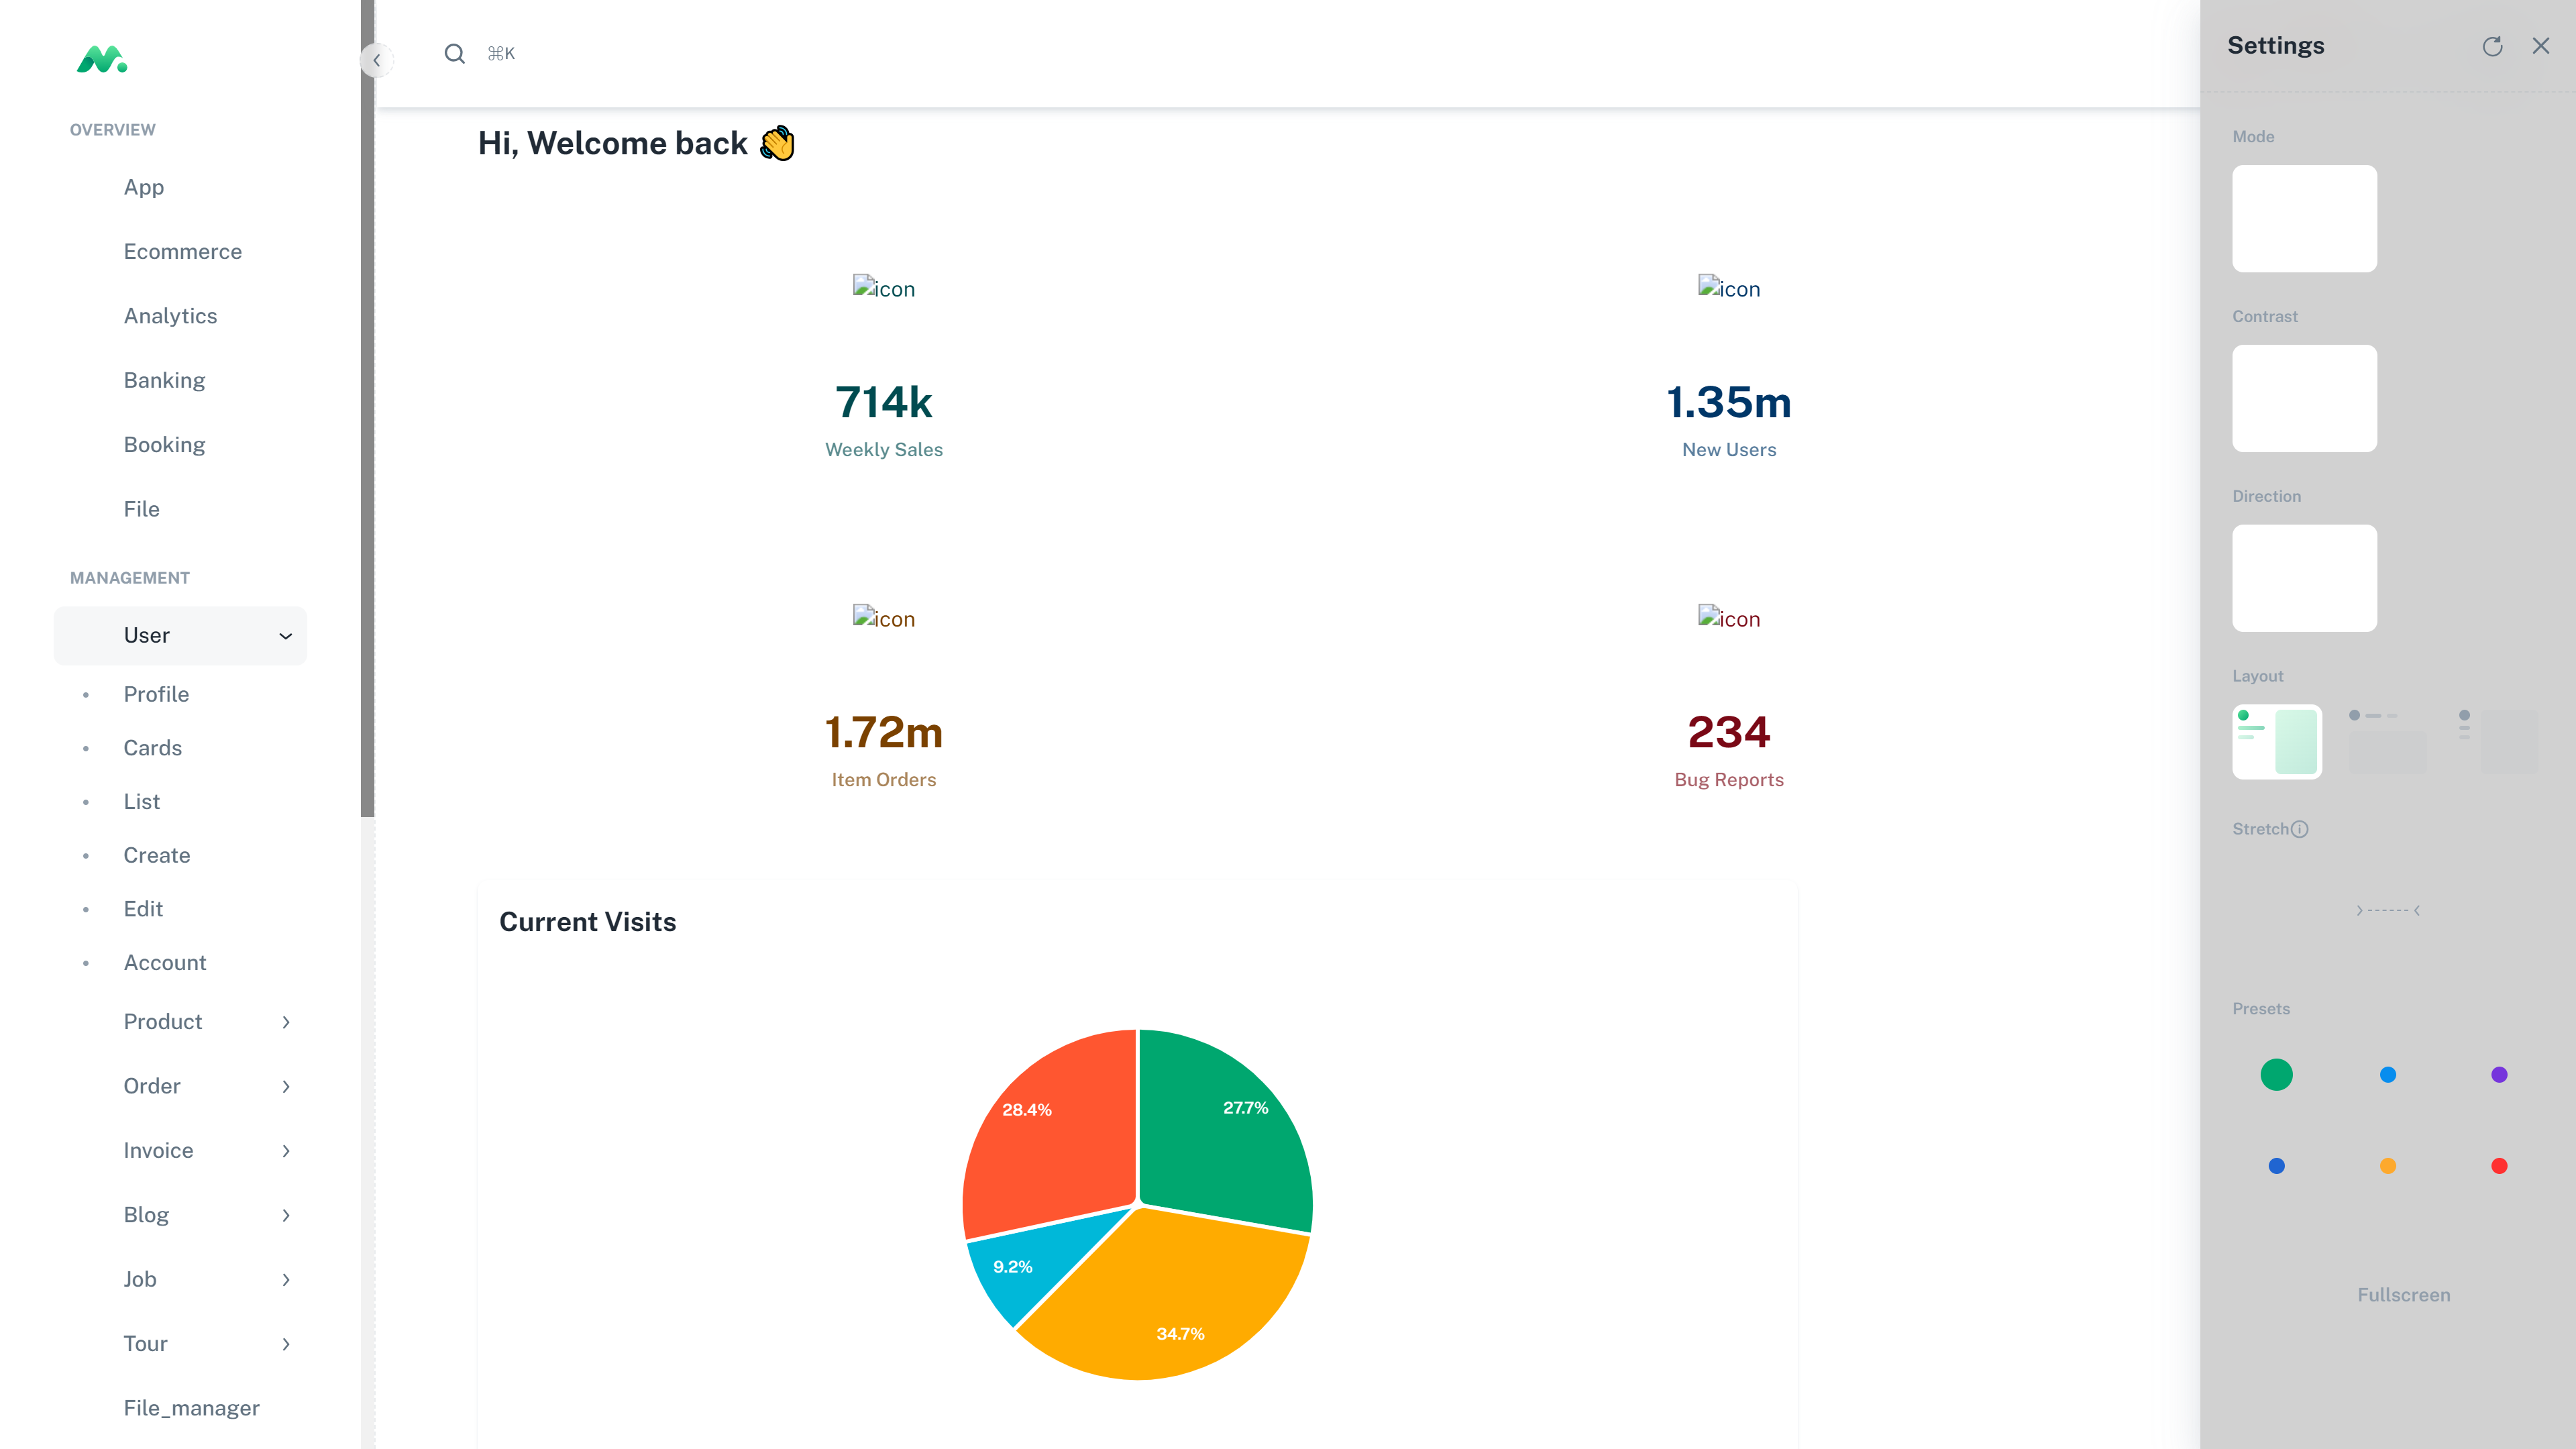 OVERVIEW
App
Ecommerce
Analytics
Banking
Booking
File
MANAGEMENT
User
Profile
Cards
List
Create
Edit
Account
Product
Order
Invoice
Blog
Job
Tour
File_manager
⌘K
Hi, Welcome back 👋
icon
714k
Weekly Sales
icon
1.35m
New Users
icon
1.72m
Item Orders
icon
234
Bug Reports
Current Visits
28.4%
27.7%
9.2%
34.7%
Settings
Mode
Contrast
Direction
Layout
Stretch
Presets
Fullscreen